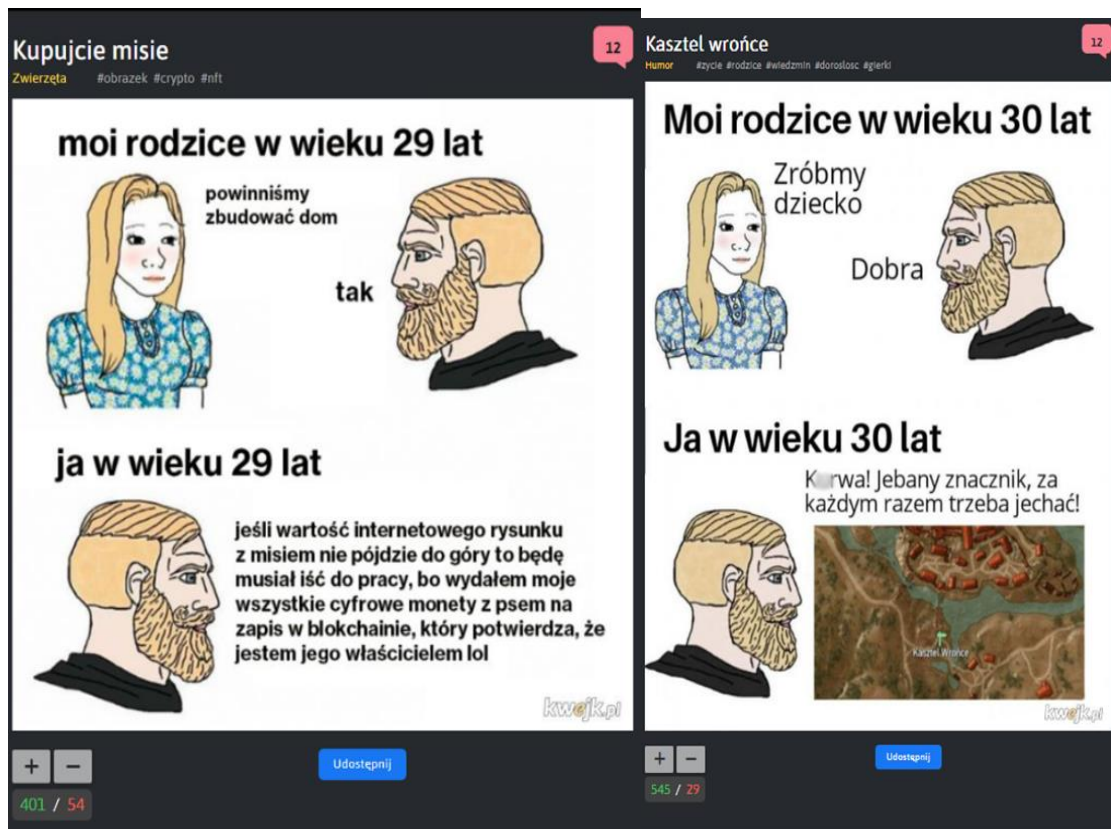 Kupujcie misie
12
Zwierzęta #obrazek #crypto #nft
moi rodzice w wieku 29 lat
powinniśmy
zbudować dom
tak
ja w wieku 29 lat
jeśli wartość internetowego rysunku
z misiem nie pójdzie do góry to będę
musiał iść do pracy, bo wydałem moje
wszystkie cyfrowe monety z psem na
zapis w blokchainie, który potwierdza, że
jestem jego właścicielem lol
kwejk.pl
+ −
Udostępnij
401 / 54
Kasztel wrońce
12
Humor #zycie #rodzice #wiedzmin #doroslosc #gierki
Moi rodzice w wieku 30 lat
Zróbmy
dziecko
Dobra
Ja w wieku 30 lat
K rwa! Jebany znacznik, za
każdym razem trzeba jechać!
Kasztel Wrońce
kwejk.pl
+ −
Udostępnij
545 / 29